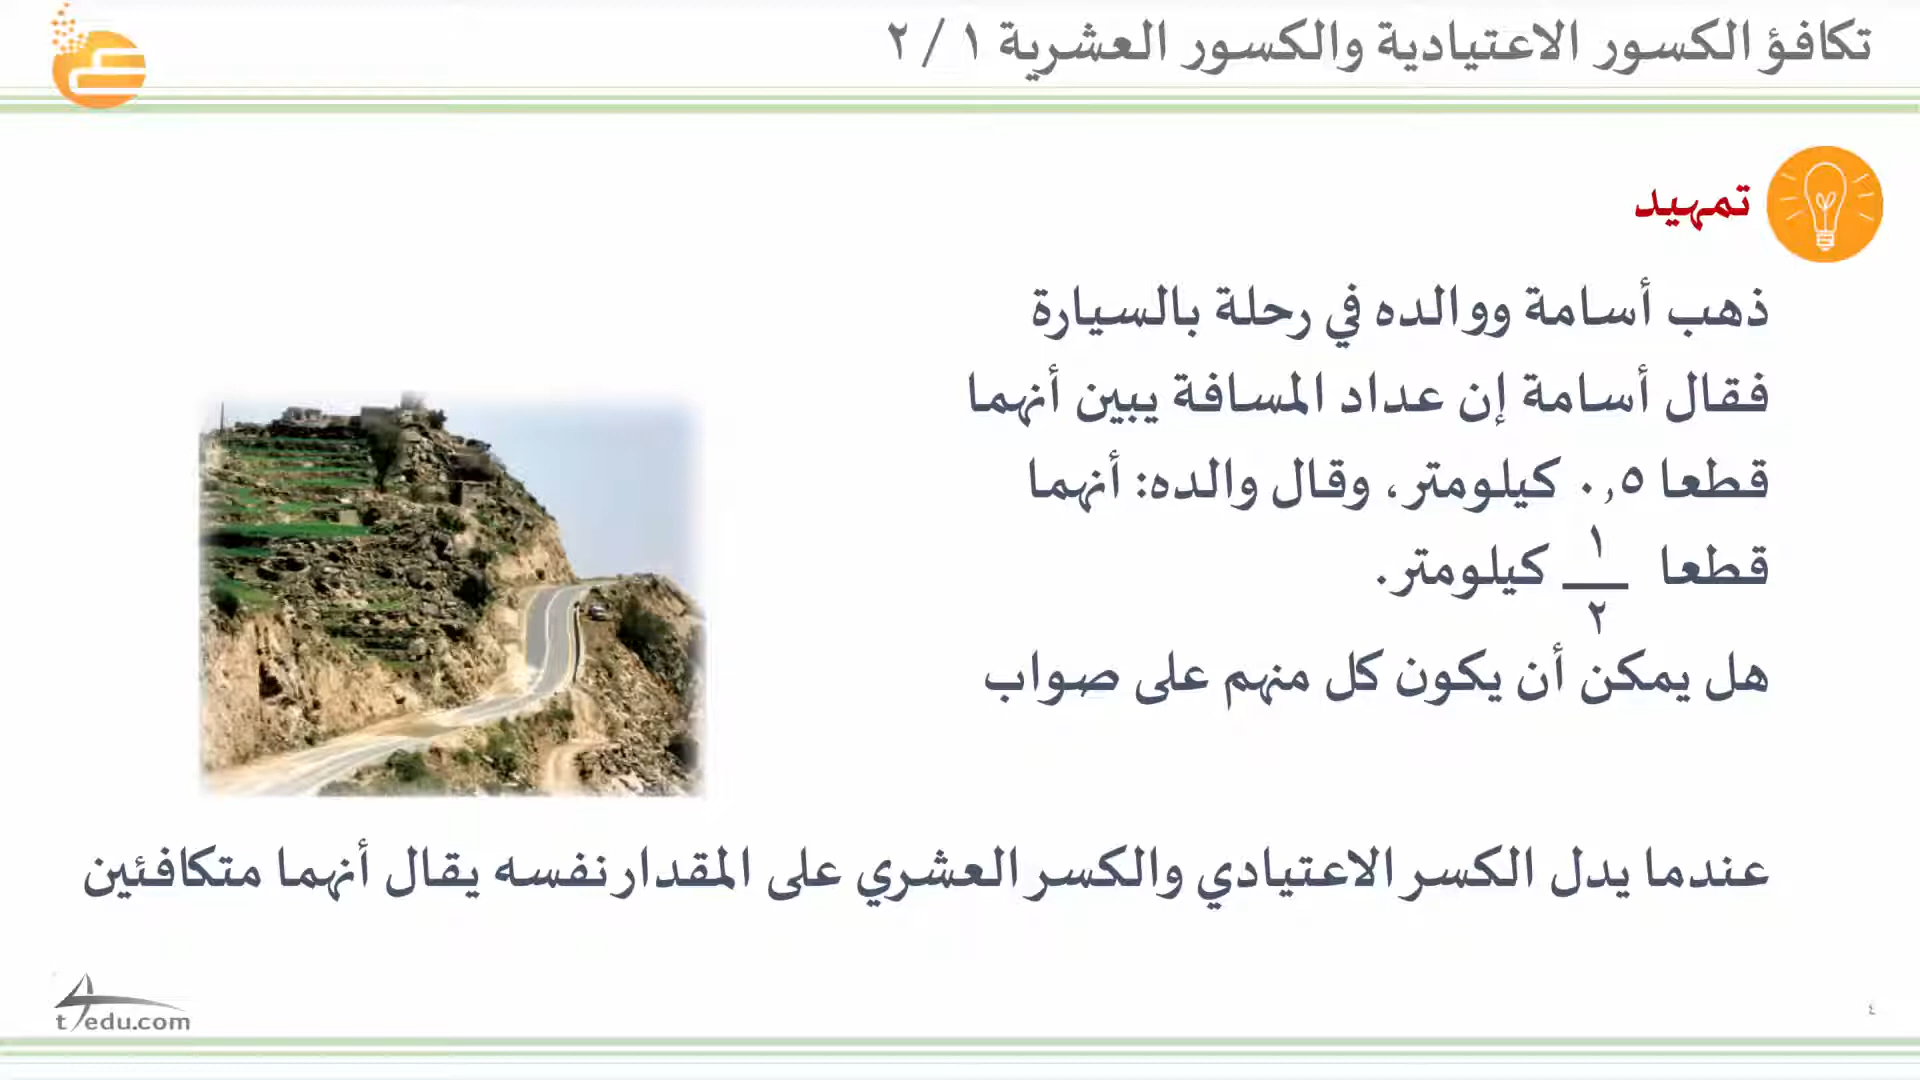 تكافؤ الكسور الاعتيادية والكسور العشرية ١ / ٢
تمهيد
ذهب أسامة ووالده في رحلة بالسيارة
فقال أسامة إن عداد المسافة يبين أنهما
قطعا ٠,٥ كيلومتر، وقال والده: أنهما
قطعا ١/٢ كيلومتر.
هل يمكن أن يكون كل منهم على صواب
عندما يدل الكسر الاعتيادي والكسر العشري على المقدار نفسه يقال أنهما متكافئين
t4edu.com
٤